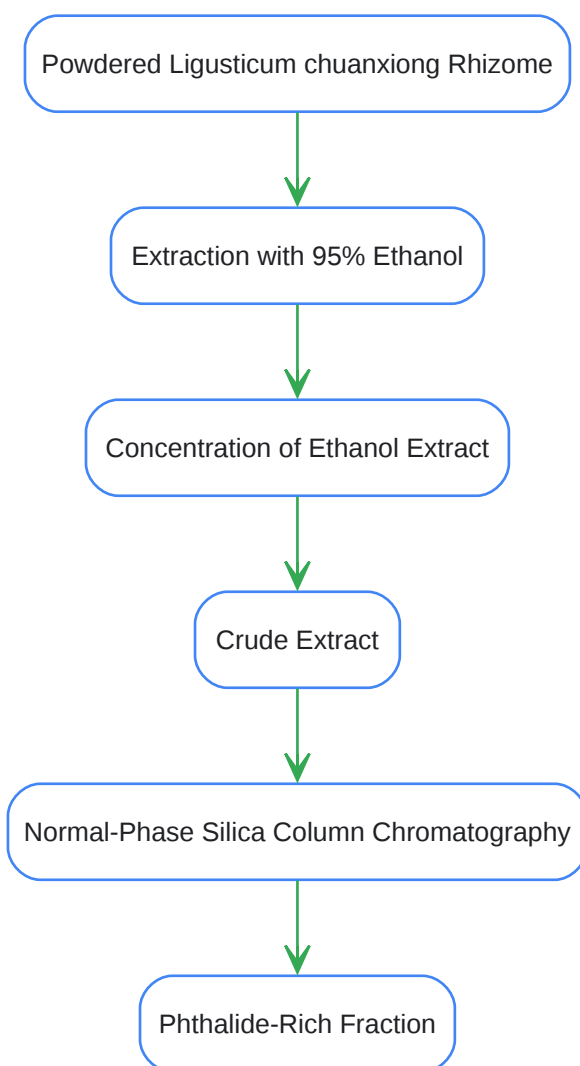 Powdered Ligusticum chuanxiong Rhizome
Extraction with 95% Ethanol
Concentration of Ethanol Extract
Crude Extract
Normal-Phase Silica Column Chromatography
Phthalide-Rich Fraction